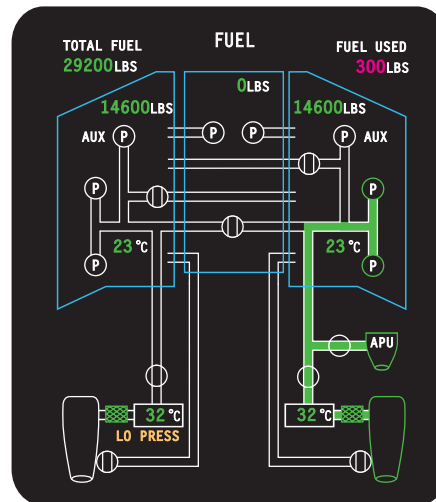 FUEL
TOTAL FUEL
29200LBS
FUEL USED
300LBS
0LBS
14600LBS
14600LBS
AUX P
P P
P AUX
P
P
P
P
23 °C
23 °C
APU
32 °C
32 °C
LO PRESS